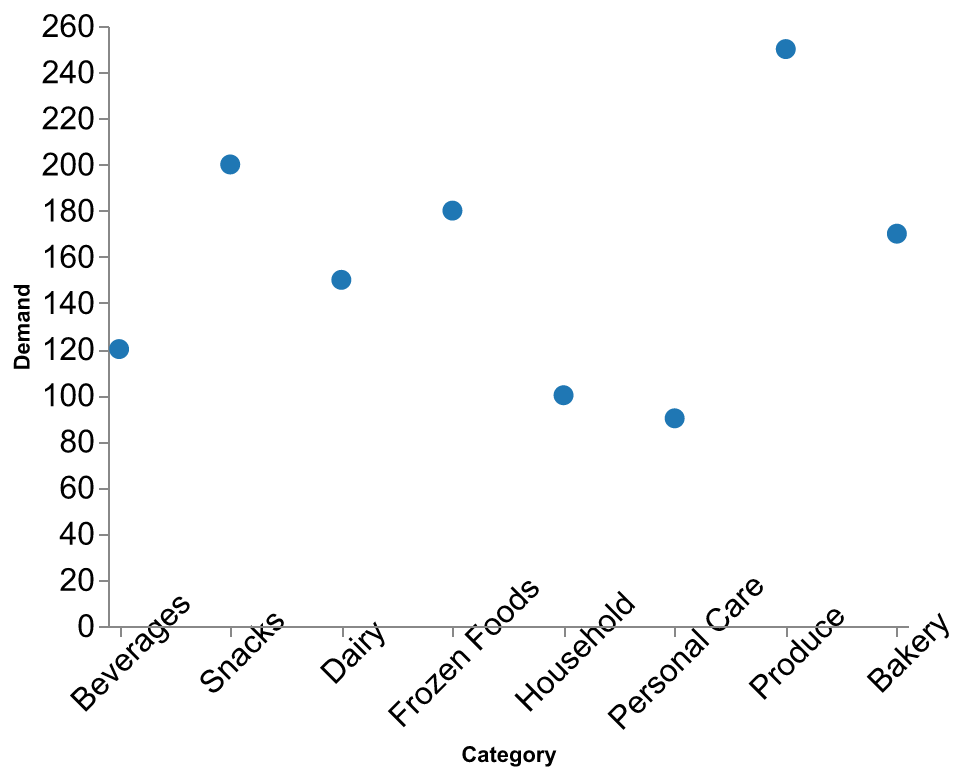 260
240
220
200
180
160
140
120
100
80
60
40
20
0
Demand
Beverages
Snacks
Dairy
Frozen Foods
Household
Personal Care
Produce
Bakery
Category